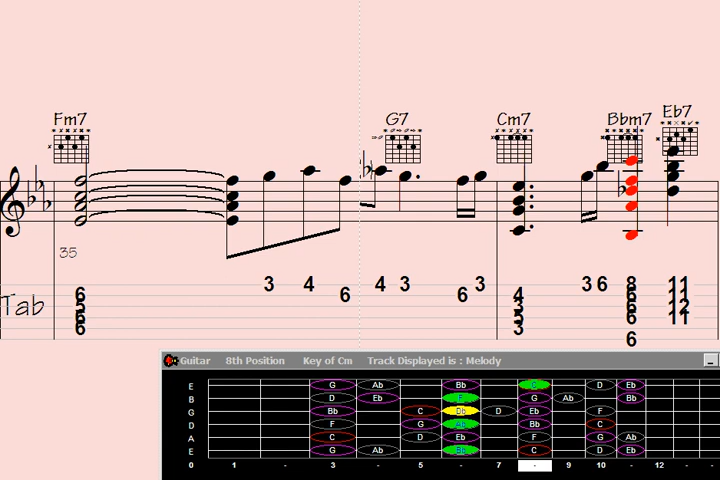 Fm7 G7 Cm7 Bbm7 Eb7
35
3 4 4 3 3 3 6 8 11
Tab 6 6 6 4 6 11
5 3 6 12
6 5 6 11
6 3
6
Guitar 8th Position Key of Cm Track Displayed is : Melody
E G Ab Bb C D Eb
B D Eb F G Ab Bb
G Bb C Db D Eb F
D F G Ab Bb C
A C D Eb F G Ab
E G Ab Bb C D Eb
0 1 - 3 - 5 - 7 - 9 10 - 12 - -